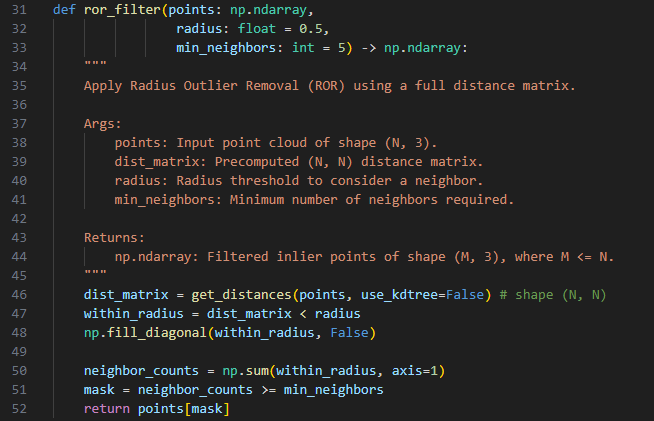 31 def ror_filter(points: np.ndarray,
32                radius: float = 0.5,
33                min_neighbors: int = 5) -> np.ndarray:
34     """
35     Apply Radius Outlier Removal (ROR) using a full distance matrix.
36
37     Args:
38         points: Input point cloud of shape (N, 3).
39         dist_matrix: Precomputed (N, N) distance matrix.
40         radius: Radius threshold to consider a neighbor.
41         min_neighbors: Minimum number of neighbors required.
42
43     Returns:
44         np.ndarray: Filtered inlier points of shape (M, 3), where M <= N.
45     """
46     dist_matrix = get_distances(points, use_kdtree=False) # shape (N, N)
47     within_radius = dist_matrix < radius
48     np.fill_diagonal(within_radius, False)
49
50     neighbor_counts = np.sum(within_radius, axis=1)
51     mask = neighbor_counts >= min_neighbors
52     return points[mask]